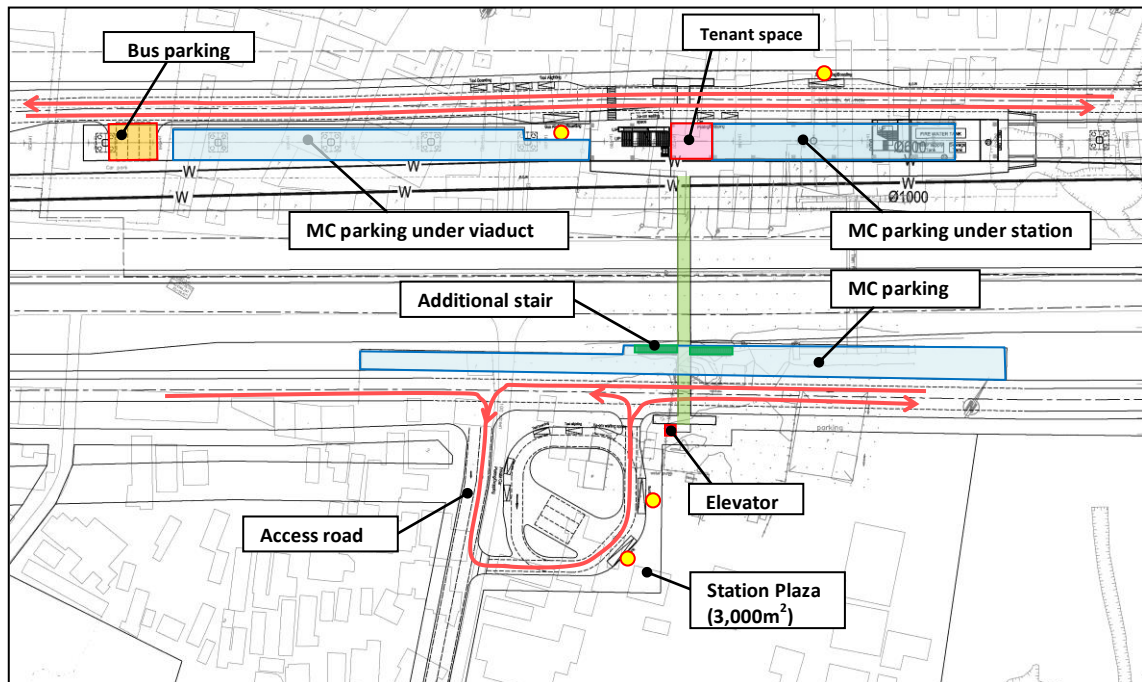 Bus parking
Tenant space
FIRE WATER TANK
Ø600
W
W
W
W
W
Ø1000
MC parking under viaduct
MC parking under station
Additional stair
MC parking
parking
Elevator
Access road
Station Plaza
(3,000m²)